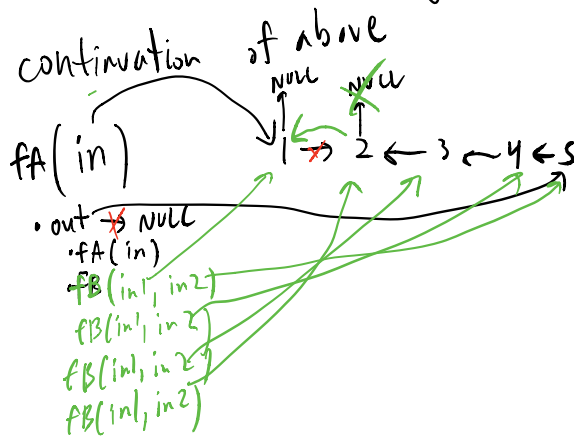 continuation of above
NULL NULL
fA(in) 1 → 2 ← 3 ← 4 ← 5
• out → NULL
• fA(in)
fB(in1, in2)
fB(in1, in2
fB(in1, in2)
fB(in1, in2)